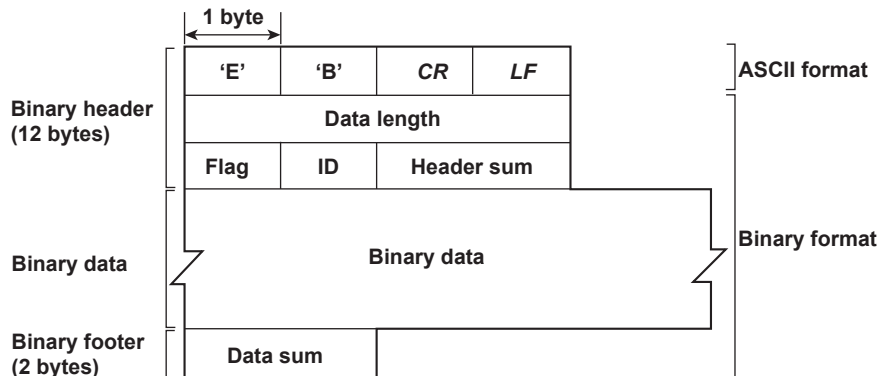 1 byte
‘E’ ‘B’ CR LF
ASCII format
Binary header
(12 bytes)
Data length
Flag ID Header sum
Binary data
Binary data
Binary format
Binary footer
(2 bytes)
Data sum